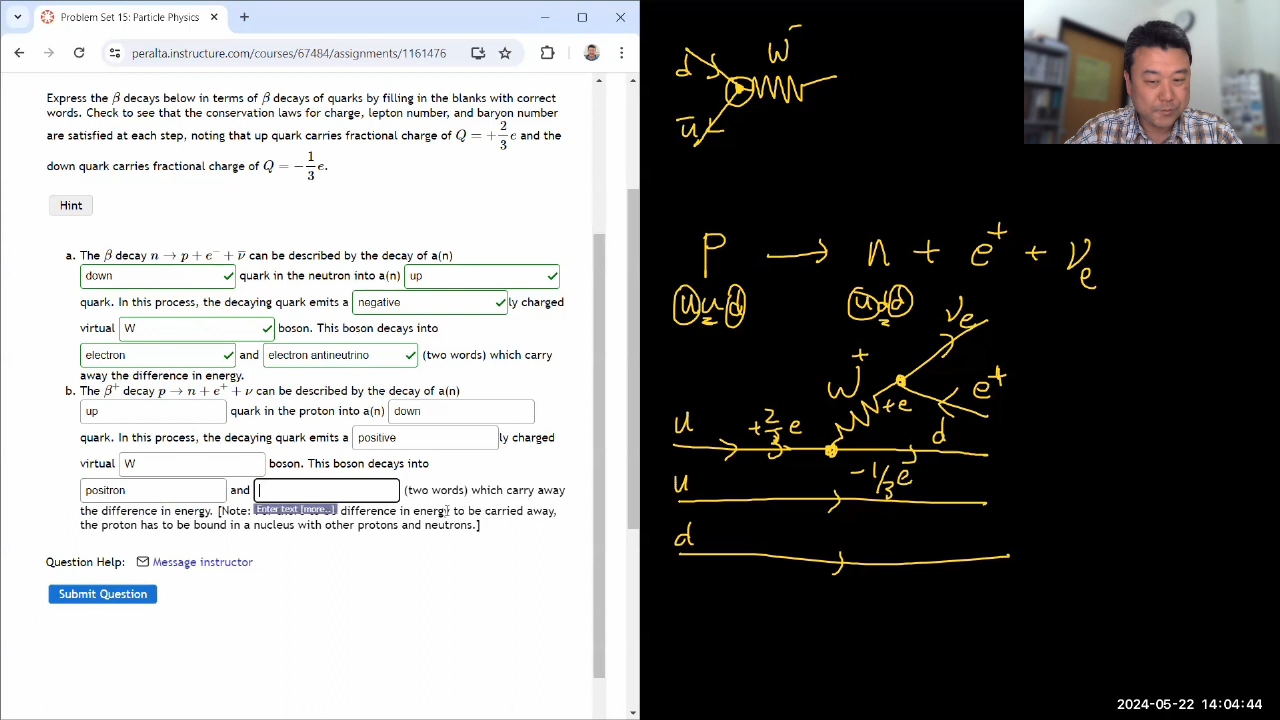 Problem Set 15: Particle Physics
peralta.instructure.com/courses/67484/assignments/1161476
Express the β decays below in terms of β decays of quarks by filling in the blanks with correct
words. Check to see that the conservation laws for charge, lepton number, and baryon number
are satisfied at each step, noting that up quark carries fractional charge of Q = +2/3 e and the
down quark carries fractional charge of Q = −1/3 e.
Hint
a. The β decay n → p + e⁻ + ν̅ can be described by the decay of a(n)
down quark in the neutron into a(n) up
quark. In this process, the decaying quark emits a negative ly charged
virtual W boson. This boson decays into
electron and electron antineutrino (two words) which carry
away the difference in energy.
b. The β⁺ decay p → n + e⁺ + ν can be described by the decay of a(n)
up quark in the proton into a(n) down
quark. In this process, the decaying quark emits a positive ly charged
virtual W boson. This boson decays into
positron and (two words) which carry away
the difference in energy. [Note: Enter text [more...] difference in energy to be carried away,
the proton has to be bound in a nucleus with other protons and neutrons.]
Question Help: Message instructor
Submit Question
W⁻
d
u̅
P → n + e⁺ + νe
u u d u d d
νe
W⁺
e⁺
+e
u +2/3 e d
−1/3 e
u
d
2024-05-22 14:04:44